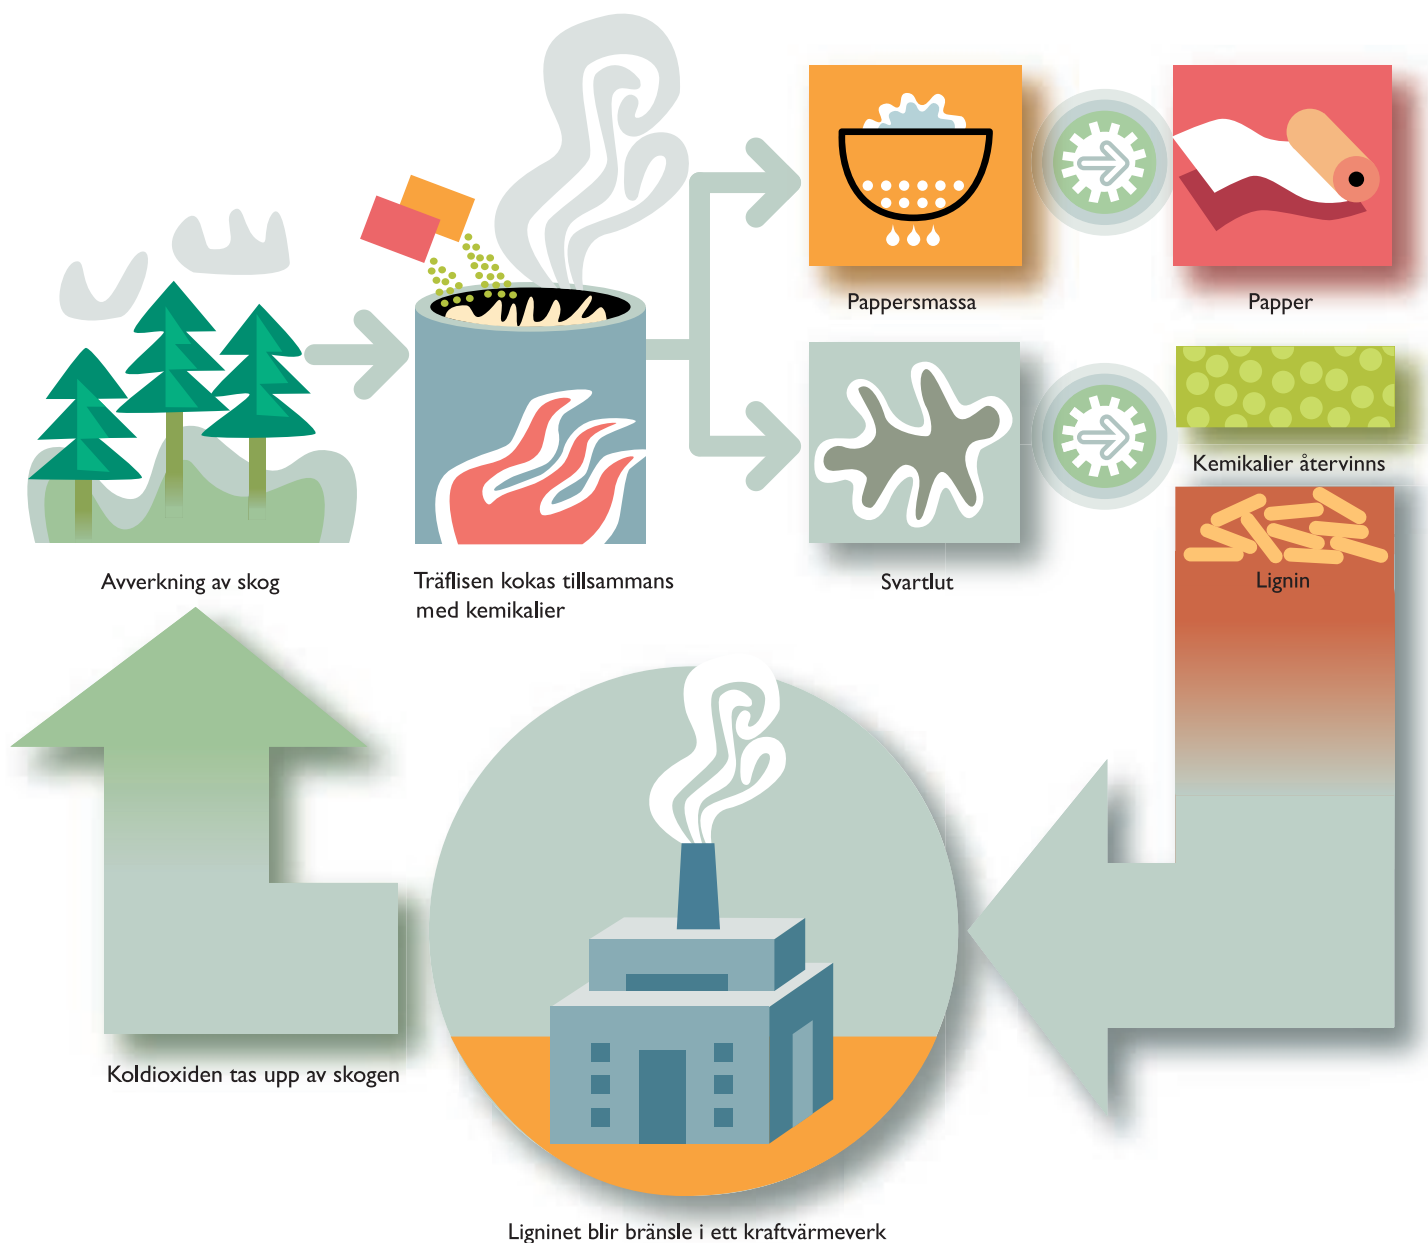 Pappersmassa
Papper
Kemikalier återvinns
Avverkning av skog
Träflisen kokas tillsammans
med kemikalier
Svartlut
Lignin
Koldioxiden tas upp av skogen
Ligninet blir bränsle i ett kraftvärmeverk